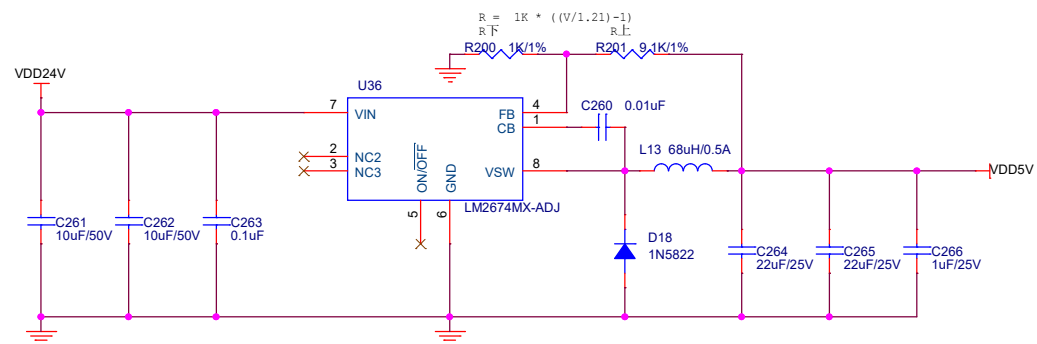 R = 1K * ((V/1.21)-1)
R下 R上
R200 1K/1% R201 9.1K/1%
VDD24V
U36
7 VIN
FB 4
CB 1
C260 0.01uF
2 NC2
3 NC3
ON/OFF
GND
VSW 8
L13 68uH/0.5A
VDD5V
LM2674MX-ADJ
5
6
C261
10uF/50V
C262
10uF/50V
C263
0.1uF
D18
1N5822
C264
22uF/25V
C265
22uF/25V
C266
1uF/25V